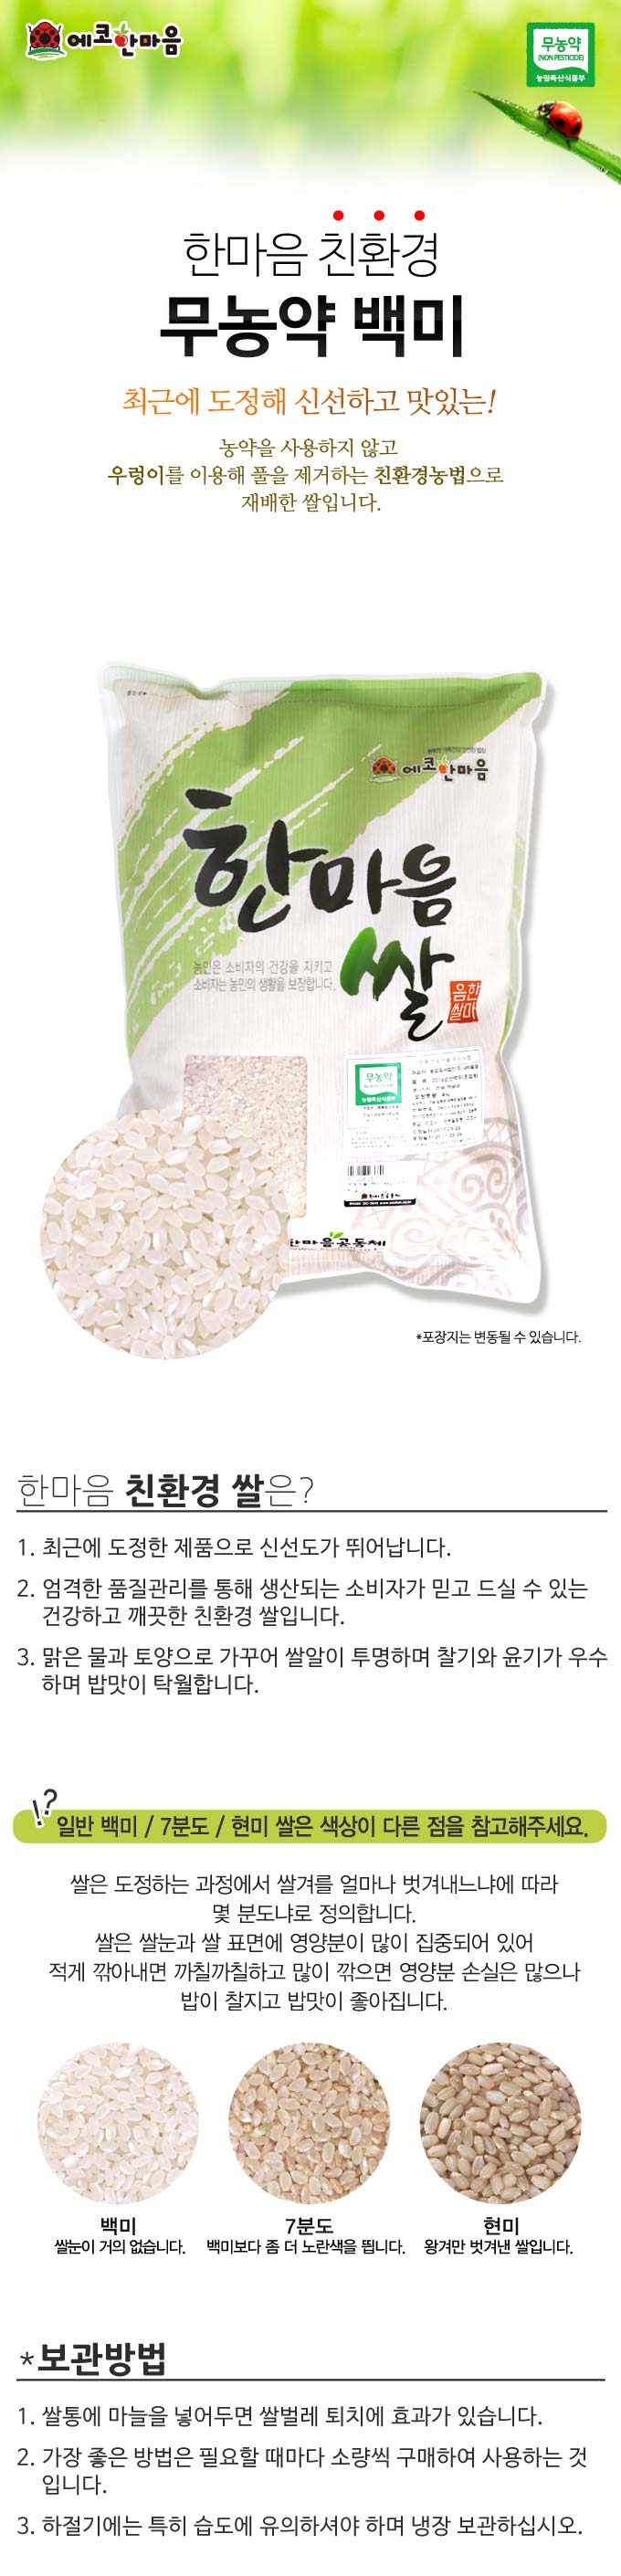 에코한마음
무농약
(NON PESTICIDE)
농림축산식품부
한마음 친환경
무농약 백미
최근에 도정해 신선하고 맛있는!
농약을 사용하지 않고
우렁이를 이용해 풀을 제거하는 친환경농법으로
재배한 쌀입니다.
에코한마음
한마음
쌀
농민은 소비자의 건강을 지키고
소비자는 농민의 생활을 보장합니다.
음한
쌀마
무농약
농림축산식품부
한마음공동체
*포장지는 변동될 수 있습니다.
한마음 친환경 쌀은?
1. 최근에 도정한 제품으로 신선도가 뛰어납니다.
2. 엄격한 품질관리를 통해 생산되는 소비자가 믿고 드실 수 있는
건강하고 깨끗한 친환경 쌀입니다.
3. 맑은 물과 토양으로 가꾸어 쌀알이 투명하며 찰기와 윤기가 우수
하며 밥맛이 탁월합니다.
!?
일반 백미 / 7분도 / 현미 쌀은 색상이 다른 점을 참고해주세요.
쌀은 도정하는 과정에서 쌀겨를 얼마나 벗겨내느냐에 따라
몇 분도냐로 정의합니다.
쌀은 쌀눈과 쌀 표면에 영양분이 많이 집중되어 있어
적게 깎아내면 까칠까칠하고 많이 깎으면 영양분 손실은 많으나
밥이 찰지고 밥맛이 좋아집니다.
백미 7분도 현미
쌀눈이 거의 없습니다. 백미보다 좀 더 노란색을 띕니다. 왕겨만 벗겨낸 쌀입니다.
*보관방법
1. 쌀통에 마늘을 넣어두면 쌀벌레 퇴치에 효과가 있습니다.
2. 가장 좋은 방법은 필요할 때마다 소량씩 구매하여 사용하는 것
입니다.
3. 하절기에는 특히 습도에 유의하셔야 하며 냉장 보관하십시오.